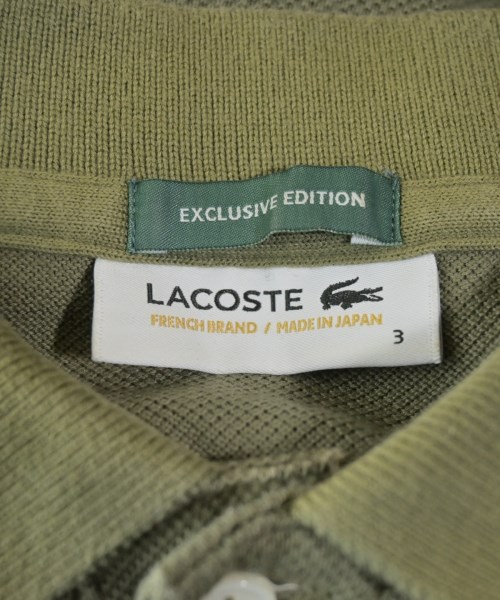 EXCLUSIVE EDITION
LACOSTE
FRENCH BRAND / MADE IN JAPAN
3